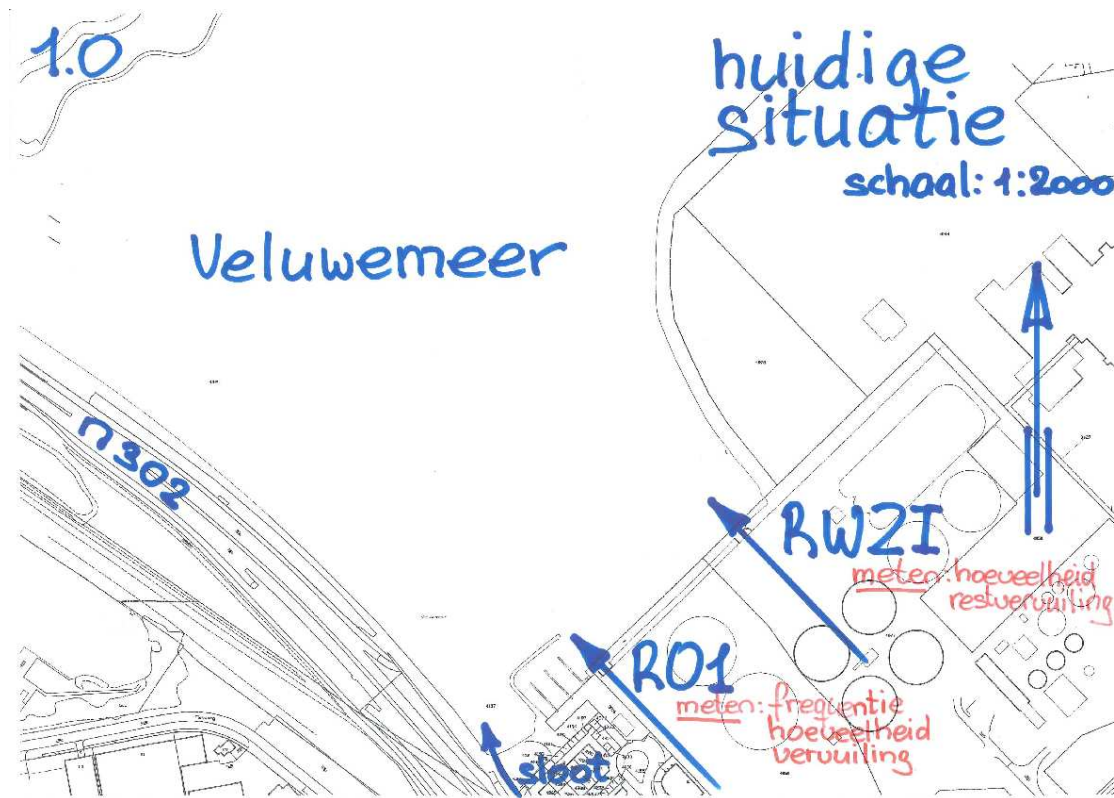 1.0
huidige
situatie
schaal: 1:2000
Veluwemeer
n302
RWZI
meten: hoeveelheid
restvervuiling
RO1
meten: frequentie
hoeveelheid
vervuiling
sloot